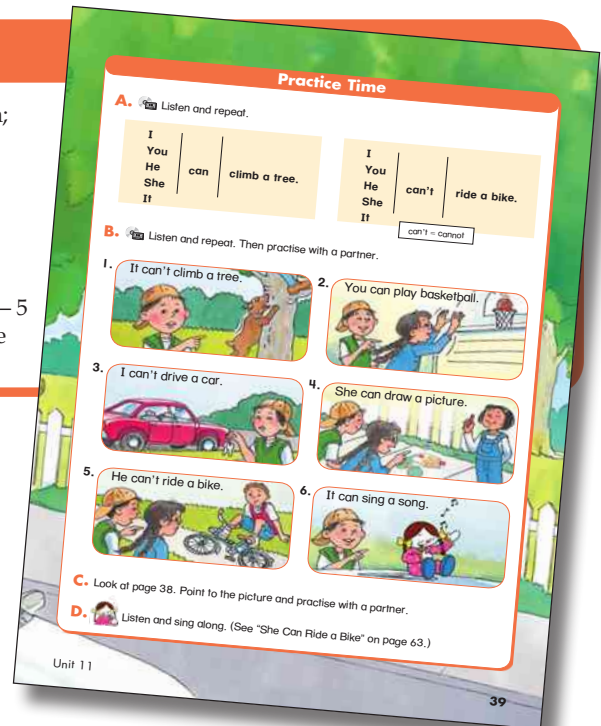 ;
– 5
e
Practice Time
A. Listen and repeat.
I
You
He
She
It
can
climb a tree.
I
You
He
She
It
can't
ride a bike.
can't = cannot
B. Listen and repeat. Then practise with a partner.
1. It can't climb a tree.
2. You can play basketball.
3. I can't drive a car.
4. She can draw a picture.
5. He can't ride a bike.
6. It can sing a song.
C. Look at page 38. Point to the picture and practise with a partner.
D. Listen and sing along. (See "She Can Ride a Bike" on page 63.)
Unit 11
39